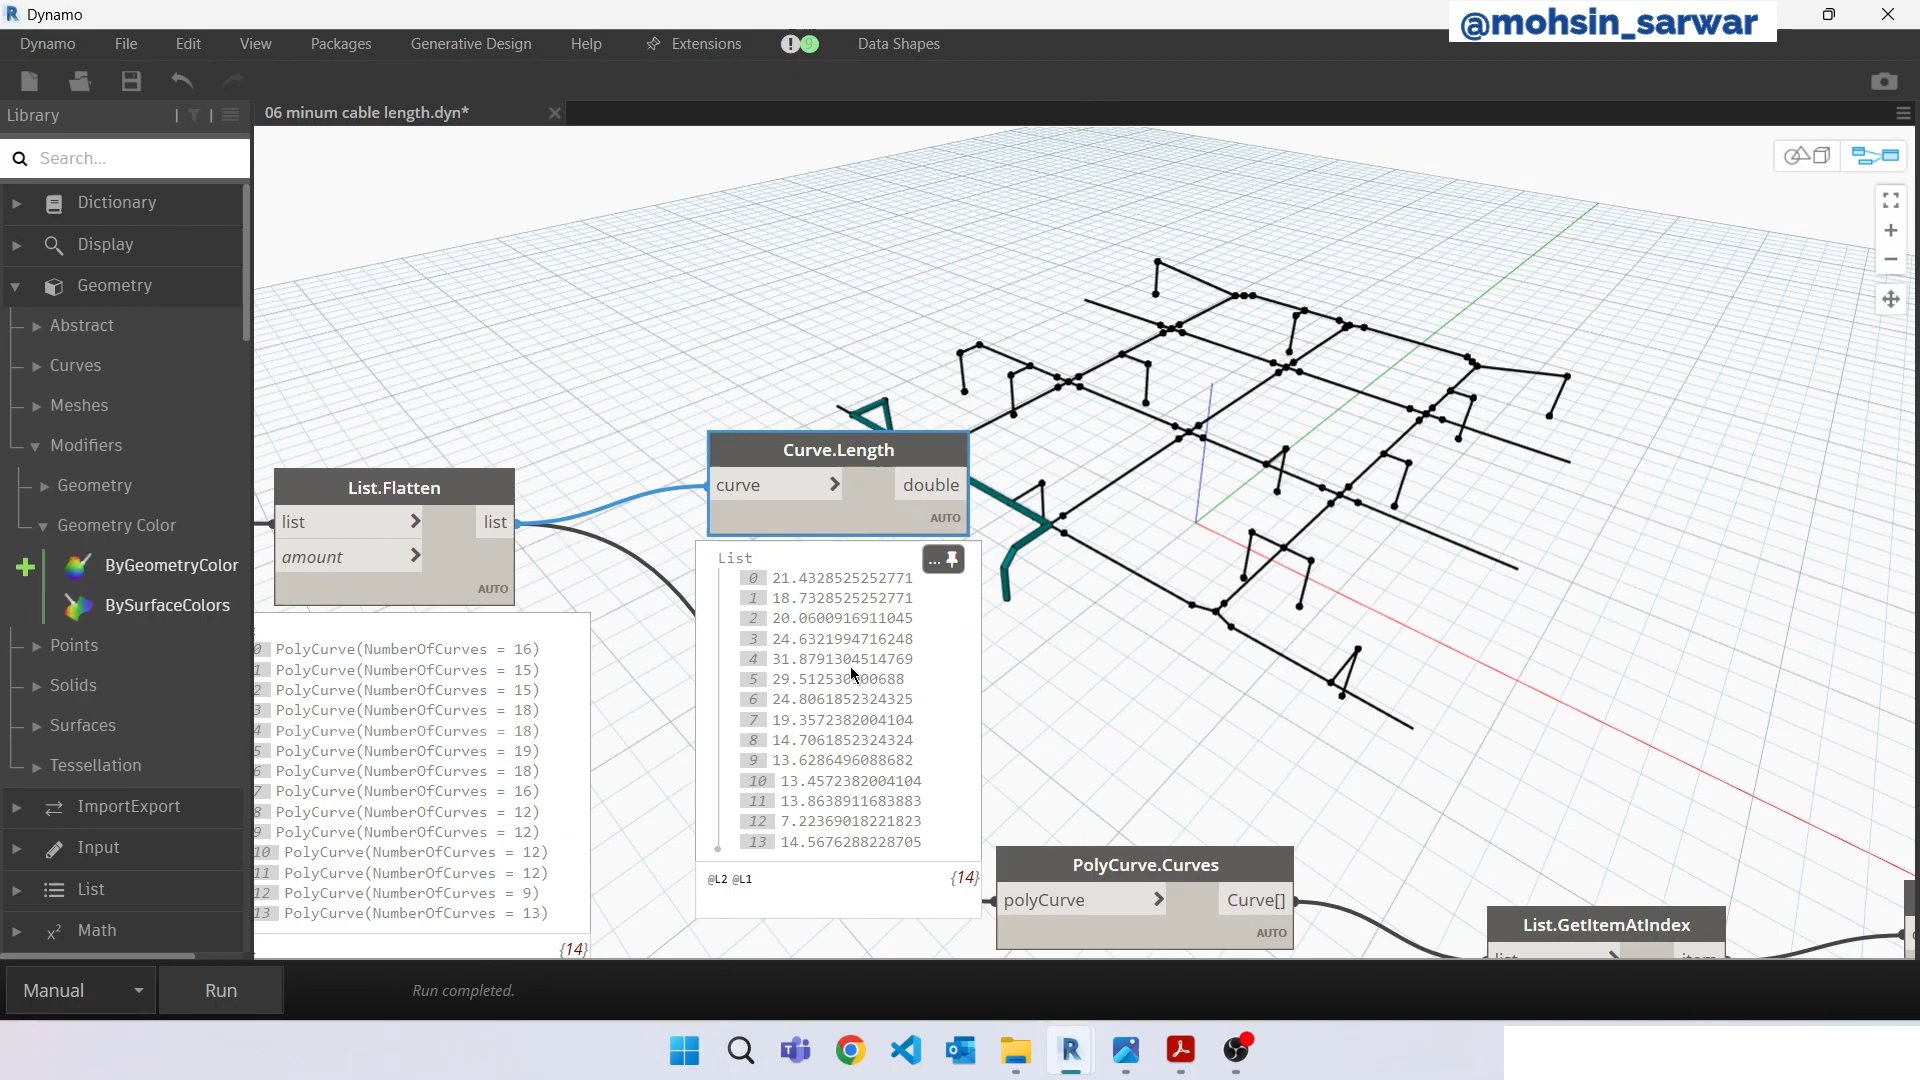 Dynamo
@mohsin_sarwar
Dynamo File Edit View Packages Generative Design Help Extensions Data Shapes
Library
06 minum cable length.dyn*
Search...
Dictionary
Display
Geometry
Abstract
Curves
Meshes
Modifiers
Geometry
Geometry Color
ByGeometryColor
BySurfaceColors
Points
Solids
Surfaces
Tessellation
ImportExport
Input
List
Math
List.Flatten
list list
amount
AUTO
0 PolyCurve(NumberOfCurves = 16)
1 PolyCurve(NumberOfCurves = 15)
2 PolyCurve(NumberOfCurves = 15)
3 PolyCurve(NumberOfCurves = 18)
4 PolyCurve(NumberOfCurves = 18)
5 PolyCurve(NumberOfCurves = 19)
6 PolyCurve(NumberOfCurves = 18)
7 PolyCurve(NumberOfCurves = 16)
8 PolyCurve(NumberOfCurves = 12)
9 PolyCurve(NumberOfCurves = 12)
10 PolyCurve(NumberOfCurves = 12)
11 PolyCurve(NumberOfCurves = 12)
12 PolyCurve(NumberOfCurves = 9)
13 PolyCurve(NumberOfCurves = 13)
{14}
Curve.Length
curve double
AUTO
List
0 21.4328525252771
1 18.7328525252771
2 20.0600916911045
3 24.6321994716248
4 31.8791304514769
5
6 24.8061852324325
7 19.3572382004104
8 14.7061852324324
9 13.6286496088682
10 13.4572382004104
11 13.8638911683883
12 7.22369018221823
13 14.5676288228705
@L2 @L1 {14}
PolyCurve.Curves
polyCurve Curve[]
AUTO
List.GetItemAtIndex
list item
Manual Run Run completed.